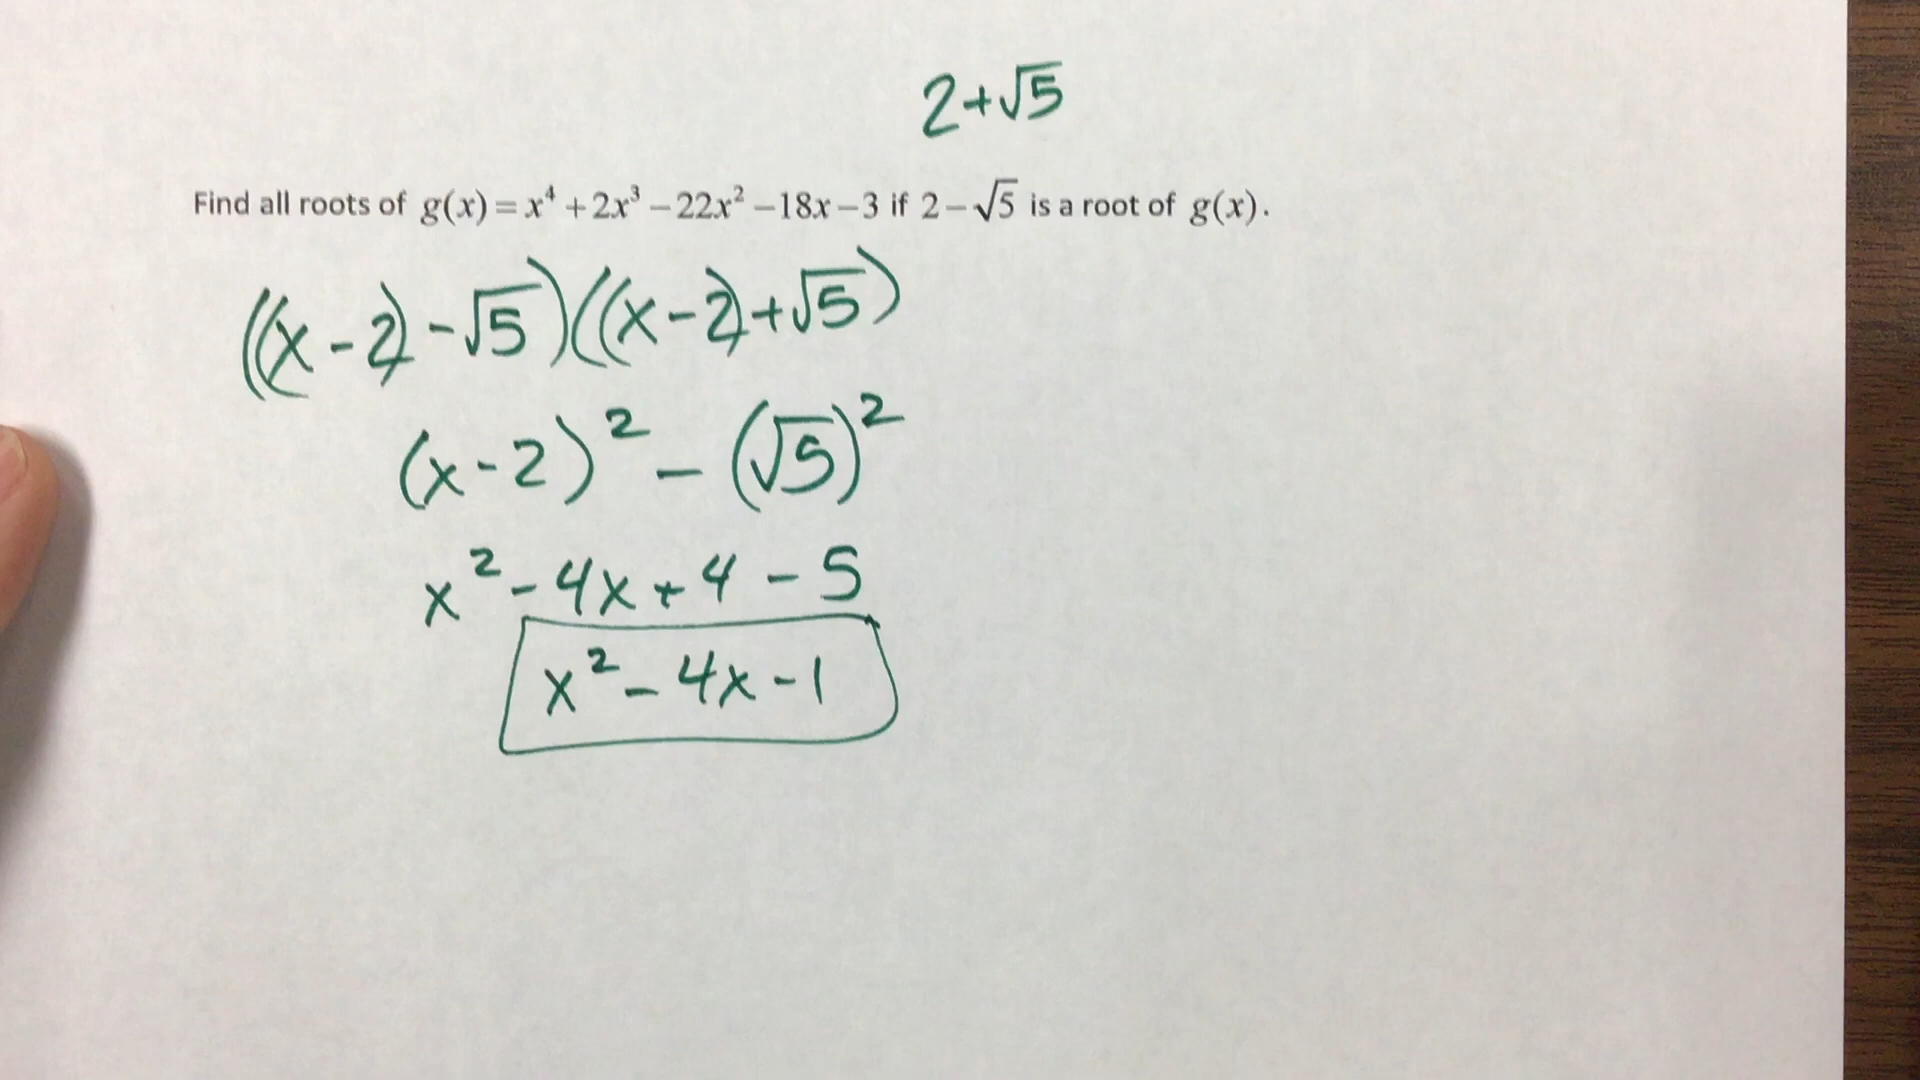 2+√5
Find all roots of g(x)=x⁴+2x³−22x²−18x−3 if 2−√5 is a root of g(x).
((x-2)-√5)((x-2)+√5)
(x-2)² - (√5)²
x²-4x+4-5
x²-4x-1